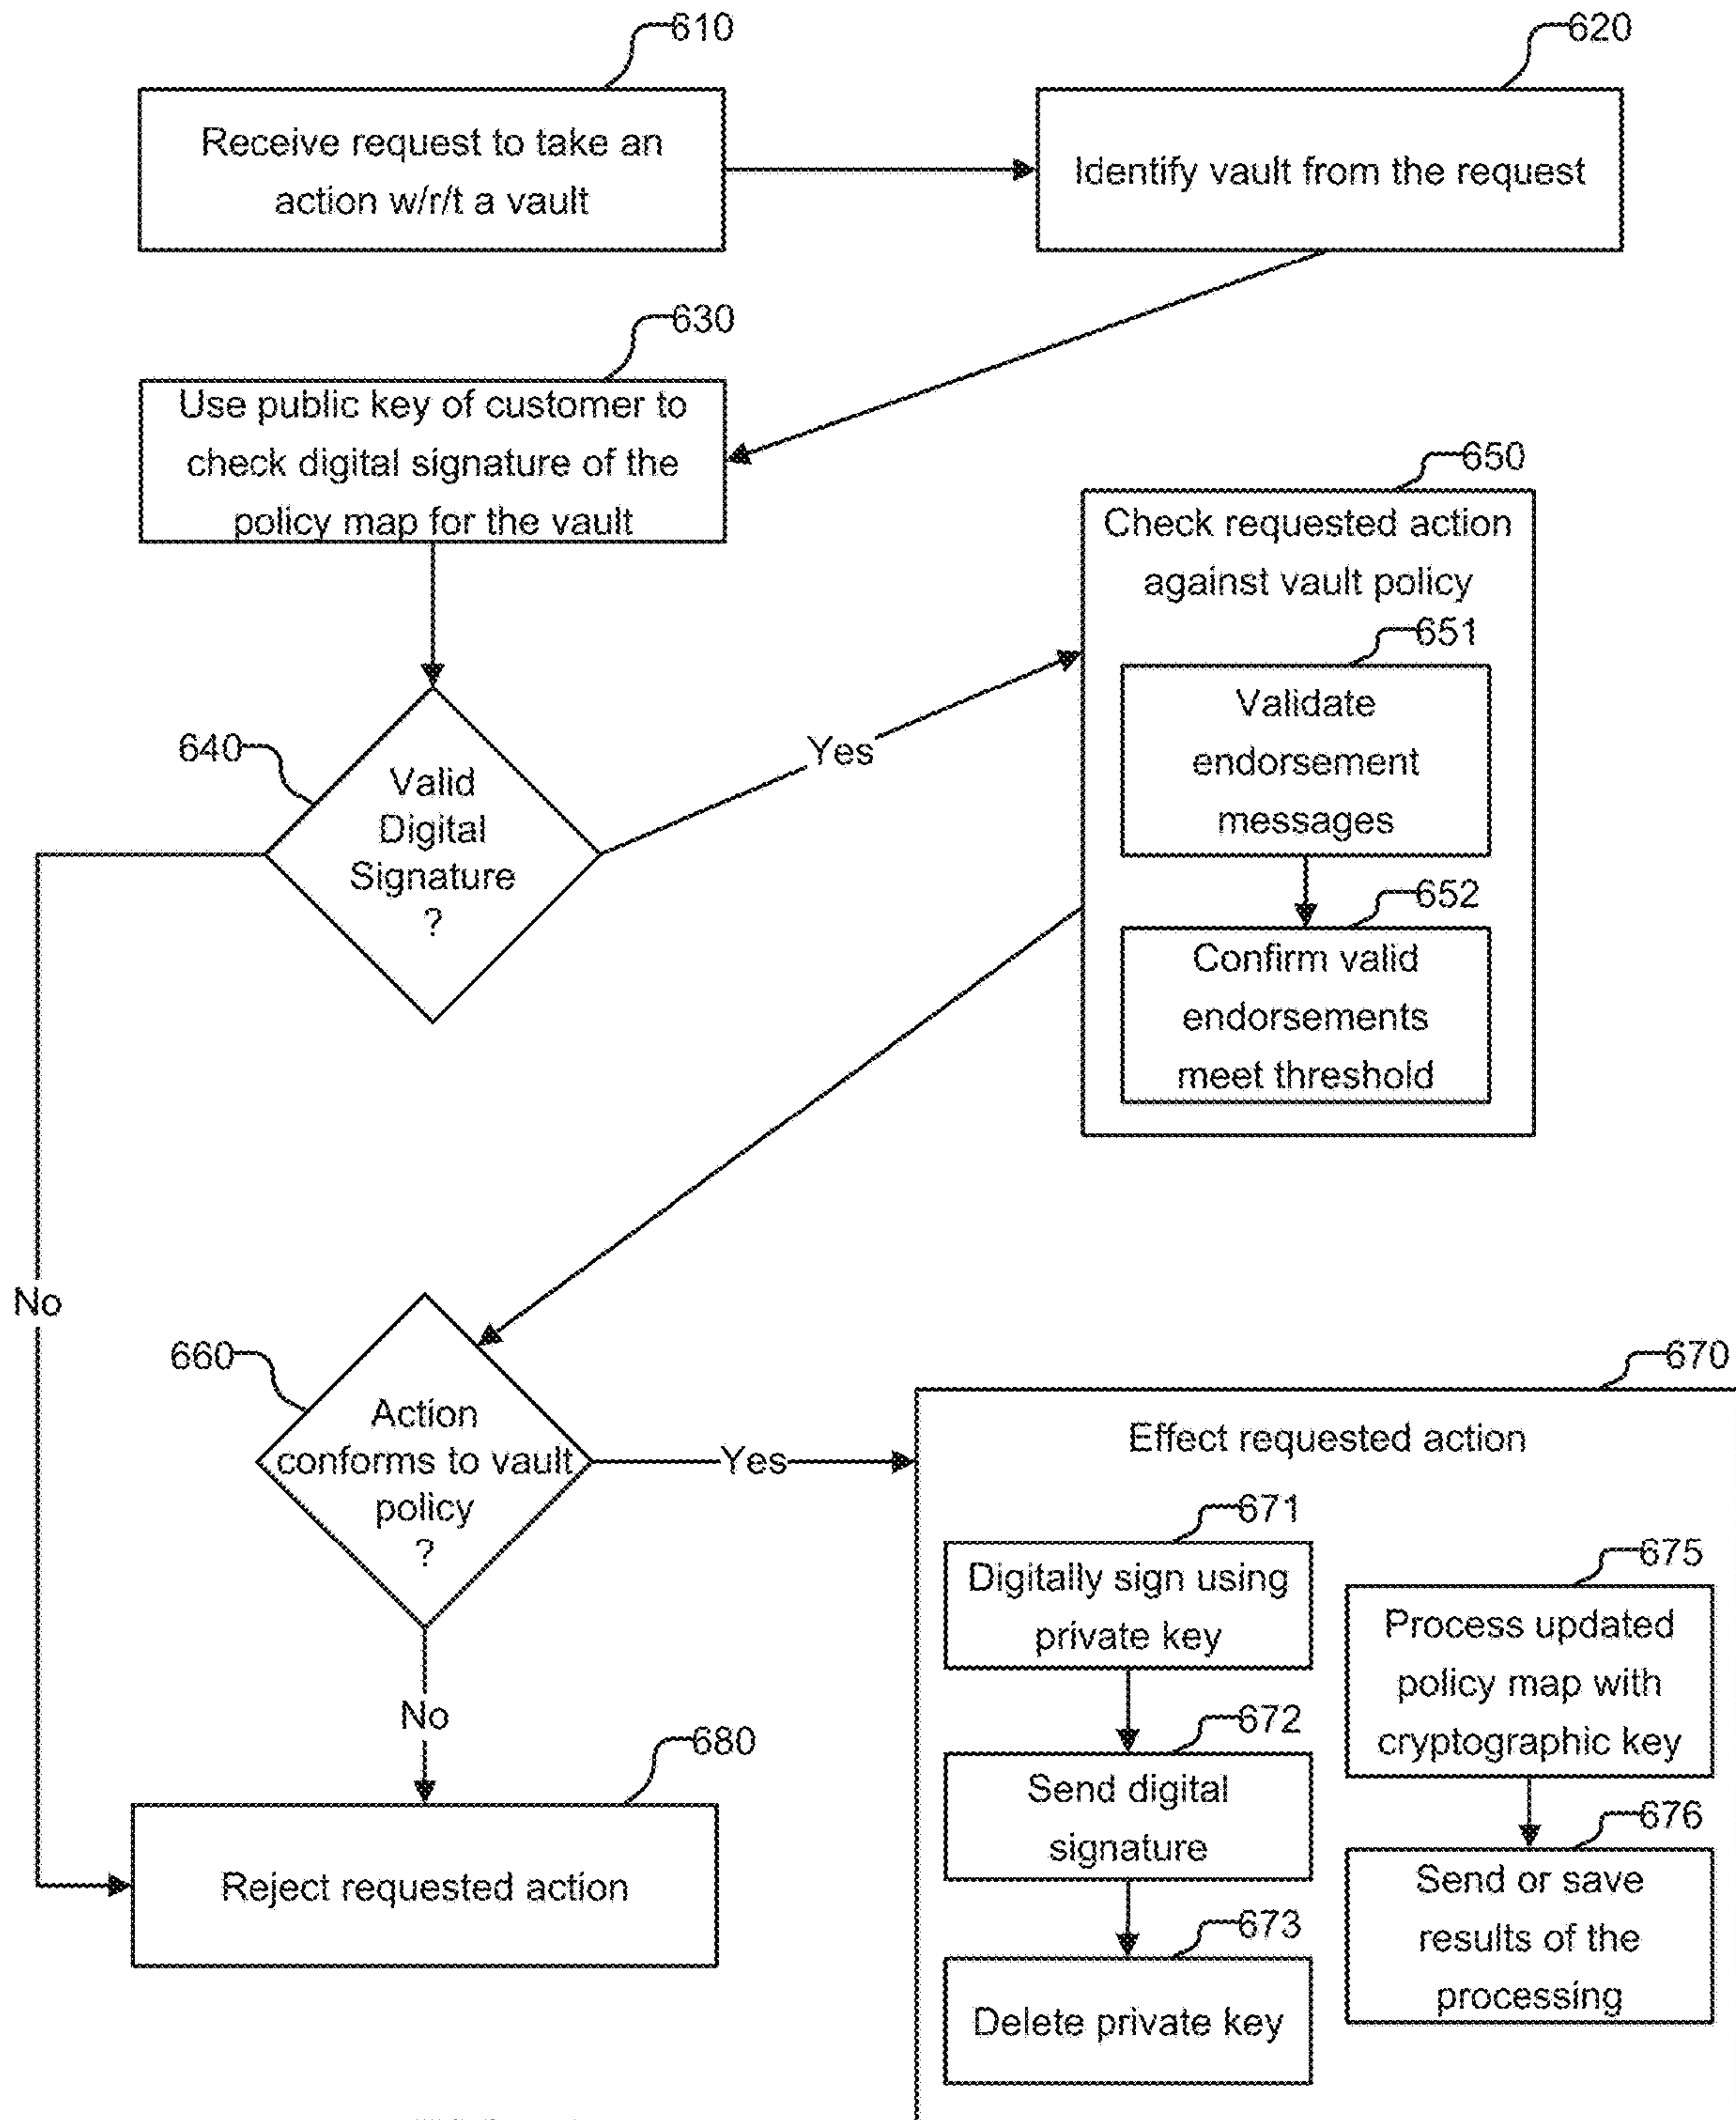 610
Receive request to take an
action w/r/t a vault
620
Identify vault from the request
630
Use public key of customer to
check digital signature of the
policy map for the vault
640
Valid
Digital
Signature
?
Yes
No
650
Check requested action
against vault policy
651
Validate
endorsement
messages
652
Confirm valid
endorsements
meet threshold
660
Action
conforms to vault
policy
?
Yes
No
670
Effect requested action
671
Digitally sign using
private key
672
Send digital
signature
673
Delete private key
675
Process updated
policy map with
cryptographic key
676
Send or save
results of the
processing
680
Reject requested action